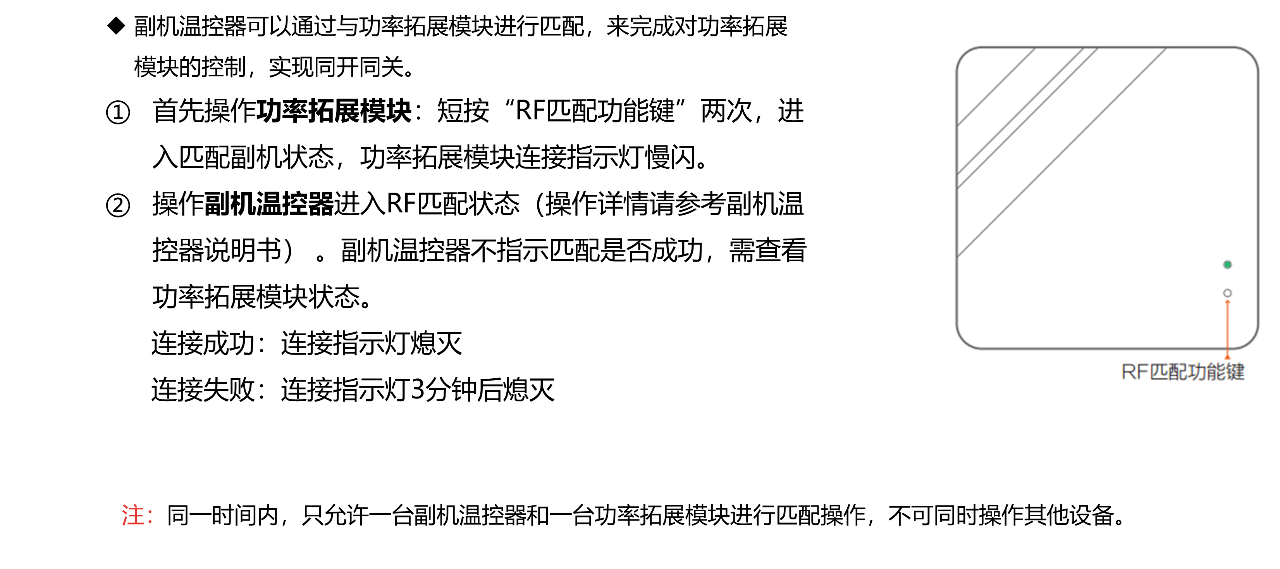 ◆ 副机温控器可以通过与功率拓展模块进行匹配，来完成对功率拓展
模块的控制，实现同开同关。
① 首先操作功率拓展模块：短按“RF匹配功能键”两次，进
入匹配副机状态，功率拓展模块连接指示灯慢闪。
② 操作副机温控器进入RF匹配状态（操作详情请参考副机温
控器说明书） 。副机温控器不指示匹配是否成功，需查看
功率拓展模块状态。
连接成功：连接指示灯熄灭
连接失败：连接指示灯3分钟后熄灭
RF匹配功能键
注：同一时间内，只允许一台副机温控器和一台功率拓展模块进行匹配操作，不可同时操作其他设备。